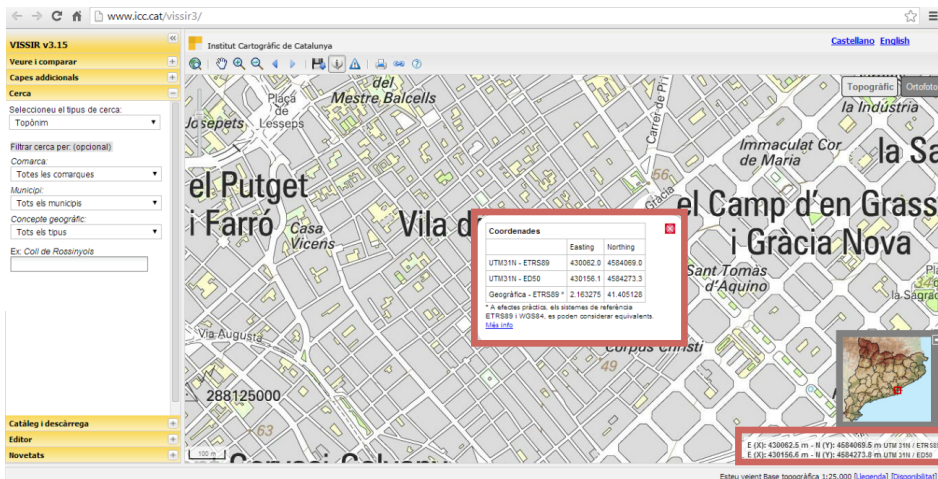 www.icc.cat/vissir3/
VISSIR v3.15
Institut Cartogràfic de Catalunya
Castellano English
Veure i comparar
Capes addicionals
Cerca
Seleccioneu el tipus de cerca:
Topònim
Filtrar cerca per: (opcional)
Comarca:
Totes les comarques
Municipi:
Tots els municipis
Concepte geogràfic:
Tots els tipus
Ex: Coll de Rossinyols
Catàleg i descàrrega
Editor
Novetats
Topogràfic
Ortofoto
del
Mestre Balcells
Plaça
de
Lesseps
Josepets
Carrer de
la Indústria
Immaculat Cor
de Maria
la Sa
56
Gràcia
el Putget
i Farró
Casa
Vicens
Vila d
el Camp d'en Grass
i Gràcia Nova
Coordenades
Easting Northing
UTM31N - ETRS89 430062.0 4584069.0
UTM31N - ED50 430156.1 4584273.3
Geogràfica - ETRS89 * 2.163275 41.405128
* A efectes pràctics, els sistemes de referència
ETRS89 i WGS84, es poden considerar equivalents.
Més info
Sant Tomàs
d'Aquino
la Sagrad
Via Augusta
Corpus Christi
49
288125000
63
100 m
E (X): 430062.5 m - N (Y): 4584069.5 m UTM 31N / ETRS89
E (X): 430156.6 m - N (Y): 4584273.8 m UTM 31N / ED50
Esteu veient Base topogràfica 1:25.000 [Llegenda] [Disponibilitat]